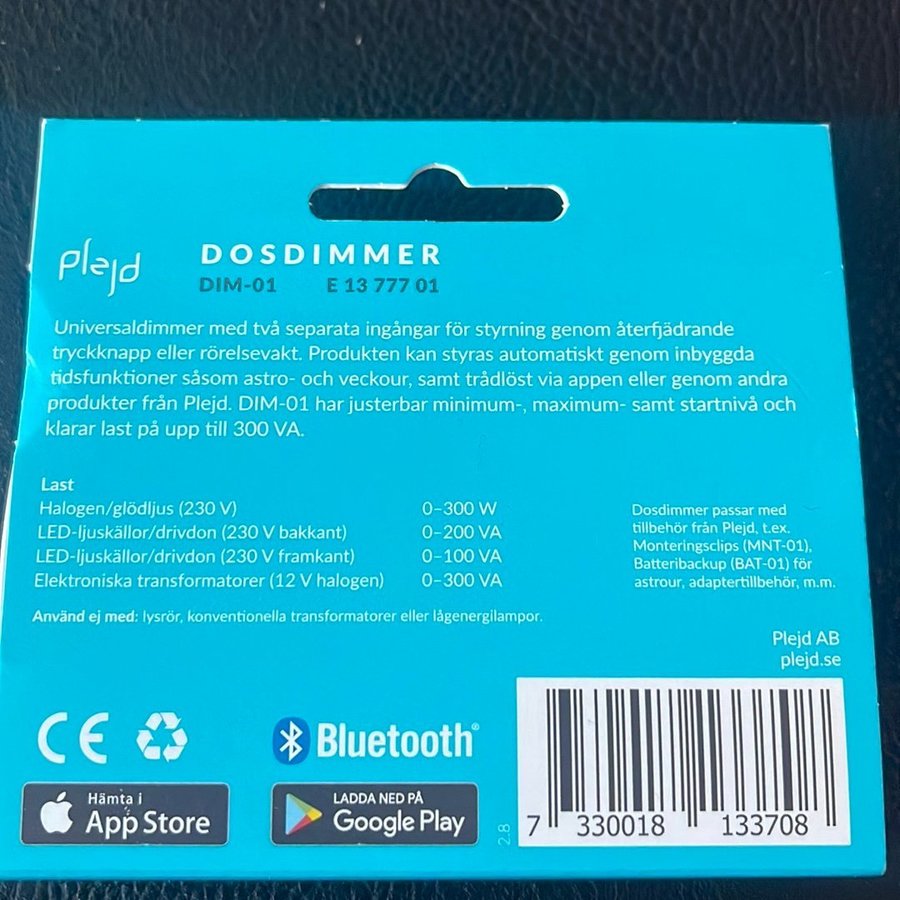 plejd
DOSDIMMER
DIM-01 E 13 777 01
Universaldimmer med två separata ingångar för styrning genom återfjädrande
tryckknapp eller rörelsevakt. Produkten kan styras automatiskt genom inbyggda
tidsfunktioner såsom astro- och veckour, samt trådlöst via appen eller genom andra
produkter från Plejd. DIM-01 har justerbar minimum-, maximum- samt startnivå och
klarar last på upp till 300 VA.
Last
Halogen/glödljus (230 V) 0–300 W
LED-ljuskällor/drivdon (230 V bakkant) 0–200 VA
LED-ljuskällor/drivdon (230 V framkant) 0–100 VA
Elektroniska transformatorer (12 V halogen) 0–300 VA
Använd ej med: lysrör, konventionella transformatorer eller lågenergilampor.
Dosdimmer passar med
tillbehör från Plejd, t.ex.
Monteringsclips (MNT-01),
Batteribackup (BAT-01) för
astrour, adaptertillbehör, m.m.
Plejd AB
plejd.se
CE
Bluetooth®
Hämta i
App Store
LADDA NED PÅ
Google Play
2.8
7 330018 133708